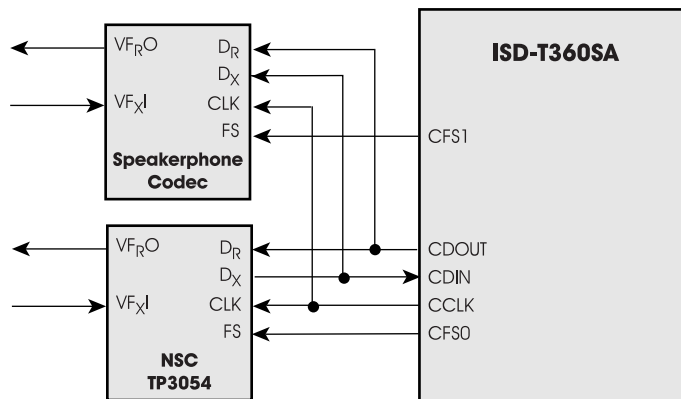 VFRO
DR
ISD-T360SA
DX
VFXI
CLK
FS
CFS1
Speakerphone
Codec
VFRO
DR
CDOUT
DX
CDIN
VFXI
CLK
CCLK
FS
CFS0
NSC
TP3054